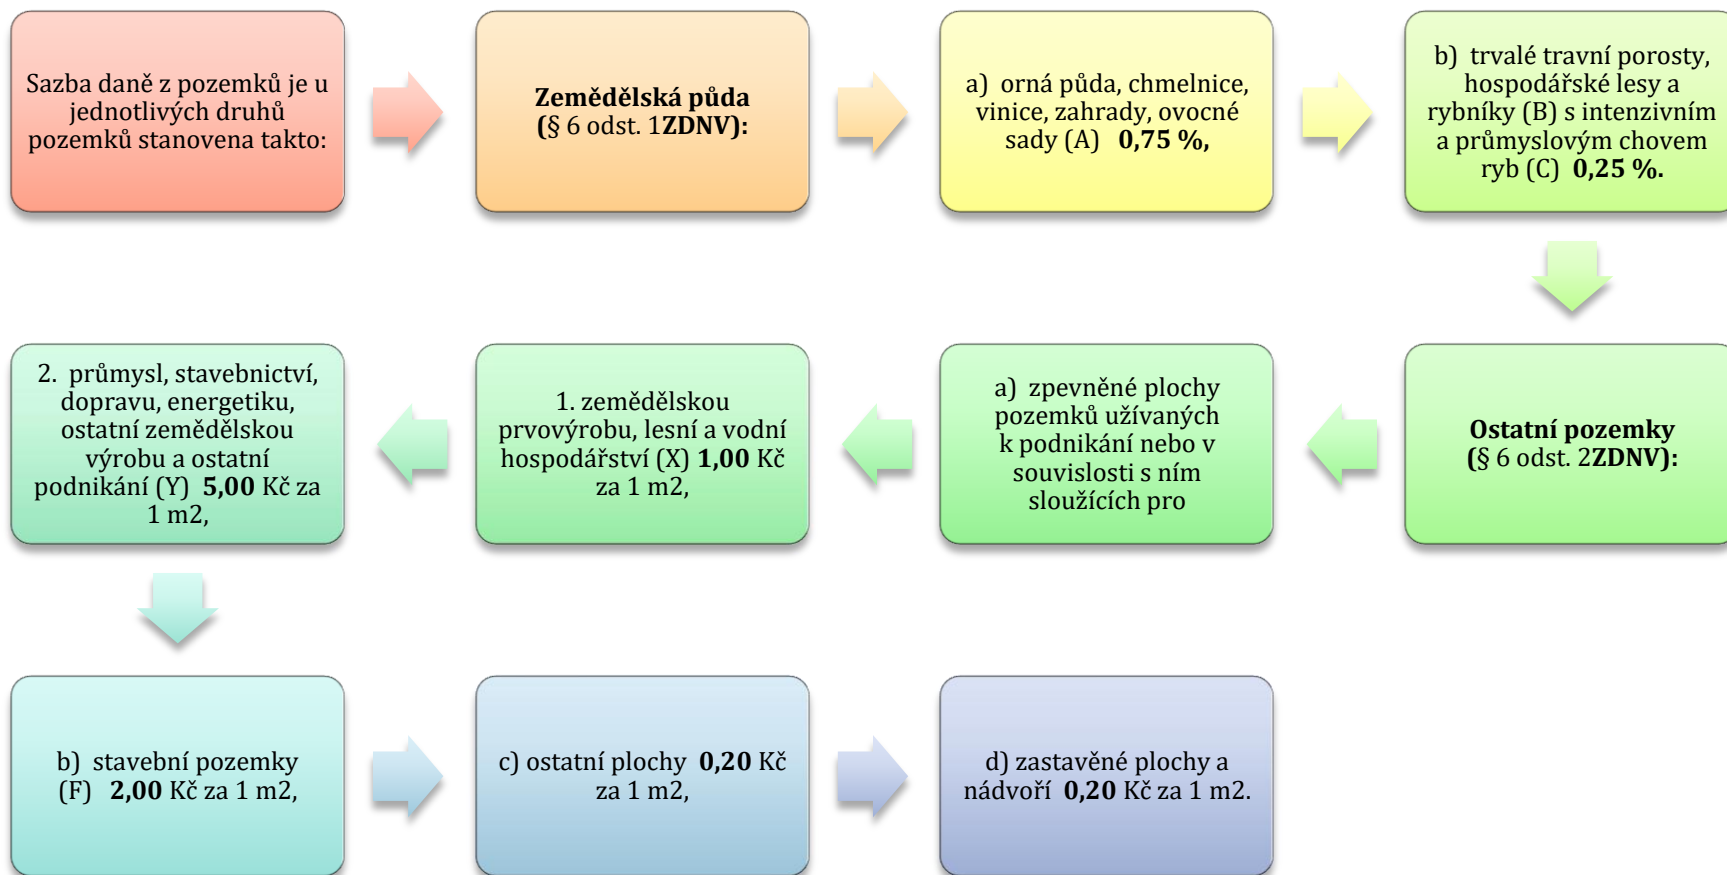 Sazba daně z pozemků je u
jednotlivých druhů
pozemků stanovena takto:
Zemědělská půda
(§ 6 odst. 1ZDNV):
a) orná půda, chmelnice,
vinice, zahrady, ovocné
sady (A) 0,75 %,
b) trvalé travní porosty,
hospodářské lesy a
rybníky (B) s intenzivním
a průmyslovým chovem
ryb (C) 0,25 %.
Ostatní pozemky
(§ 6 odst. 2ZDNV):
a) zpevněné plochy
pozemků užívaných
k podnikání nebo v
souvislosti s ním
sloužících pro
1. zemědělskou
prvovýrobu, lesní a vodní
hospodářství (X) 1,00 Kč
za 1 m2,
2. průmysl, stavebnictví,
dopravu, energetiku,
ostatní zemědělskou
výrobu a ostatní
podnikání (Y) 5,00 Kč za
1 m2,
b) stavební pozemky
(F) 2,00 Kč za 1 m2,
c) ostatní plochy 0,20 Kč
za 1 m2,
d) zastavěné plochy a
nádvoří 0,20 Kč za 1 m2.